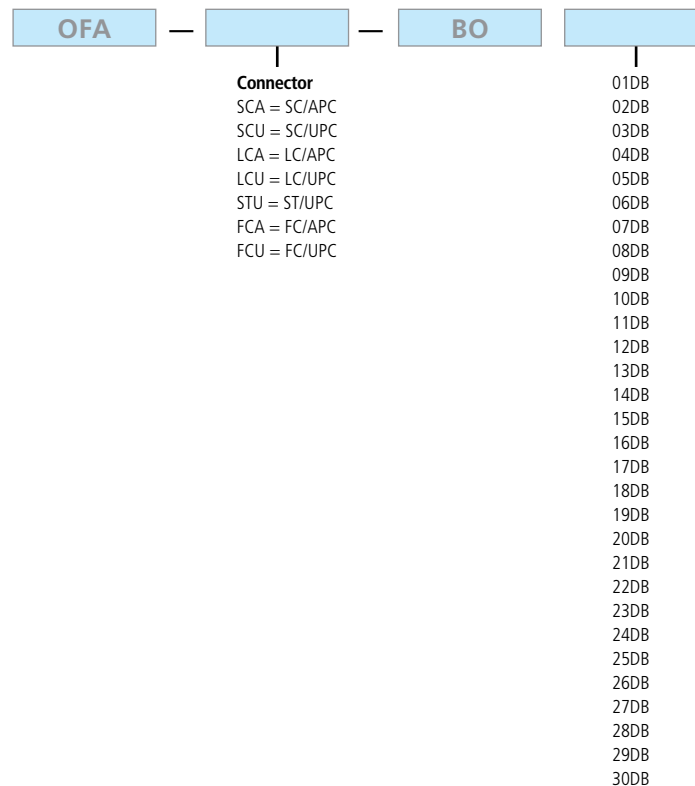 OFA — — BO
Connector
SCA = SC/APC
SCU = SC/UPC
LCA = LC/APC
LCU = LC/UPC
STU = ST/UPC
FCA = FC/APC
FCU = FC/UPC
01DB
02DB
03DB
04DB
05DB
06DB
07DB
08DB
09DB
10DB
11DB
12DB
13DB
14DB
15DB
16DB
17DB
18DB
19DB
20DB
21DB
22DB
23DB
24DB
25DB
26DB
27DB
28DB
29DB
30DB